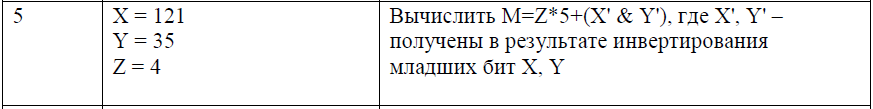 5
X = 121
Y = 35
Z = 4
Вычислить M=Z*5+(X' & Y'), где X', Y' –
получены в результате инвертирования
младших бит X, Y